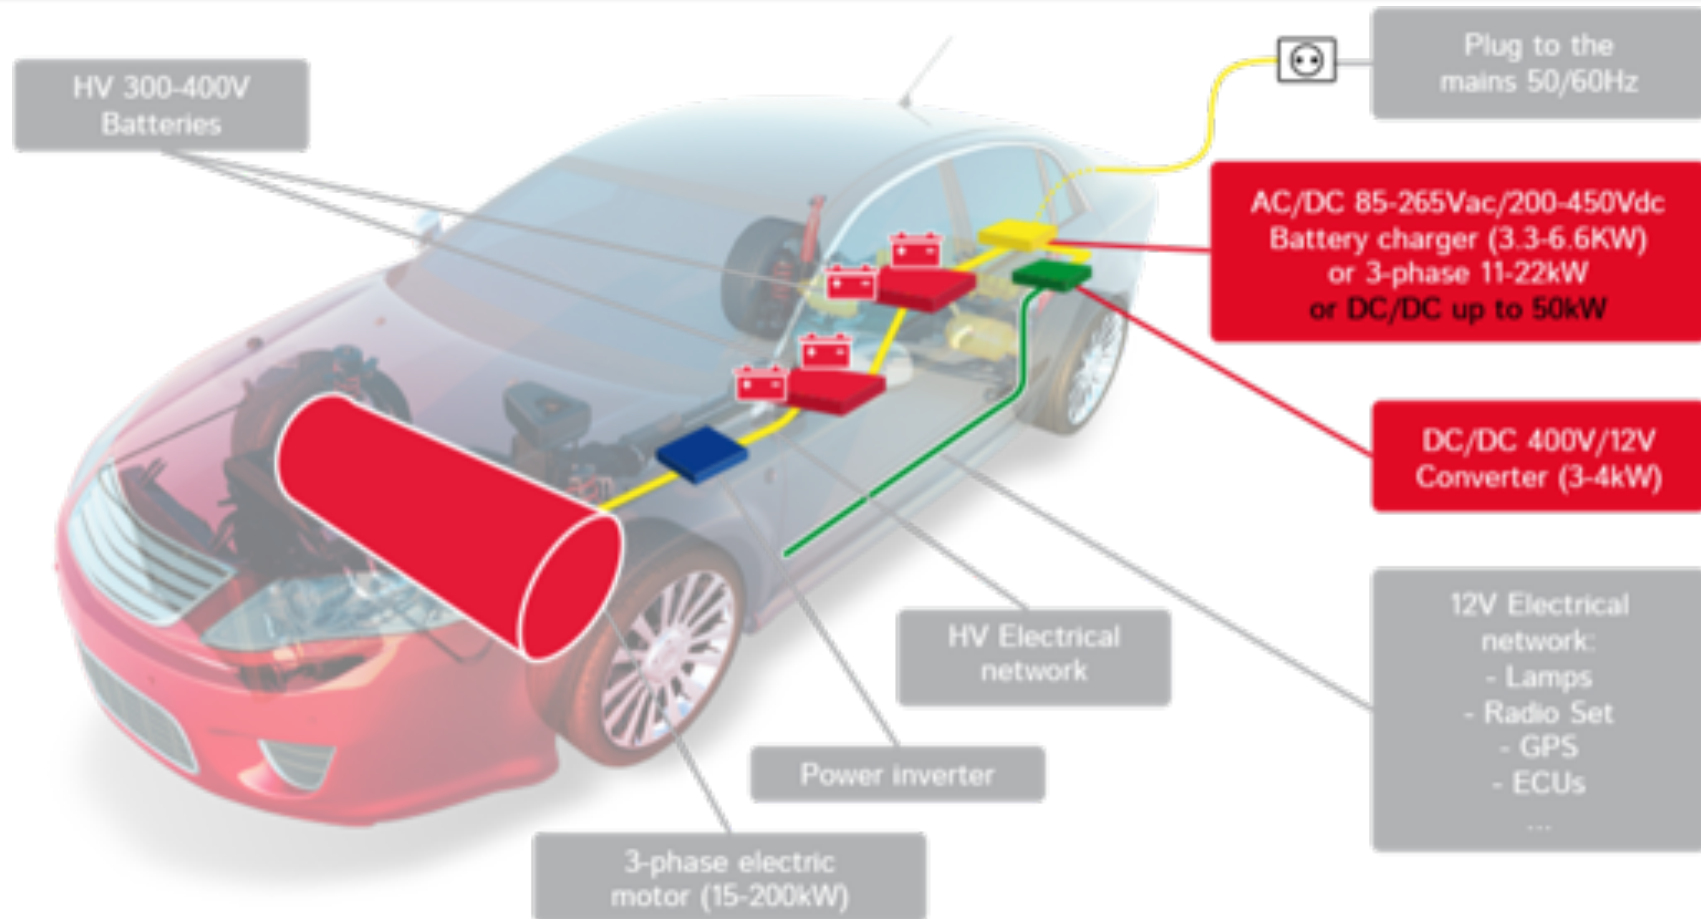 HV 300-400V
Batteries
Plug to the
mains 50/60Hz
AC/DC 85-265Vac/200-450Vdc
Battery charger (3.3-6.6KW)
or 3-phase 11-22kW
or DC/DC up to 50kW
DC/DC 400V/12V
Converter (3-4kW)
12V Electrical
network:
- Lamps
- Radio Set
- GPS
- ECUs
...
HV Electrical
network
Power inverter
3-phase electric
motor (15-200kW)